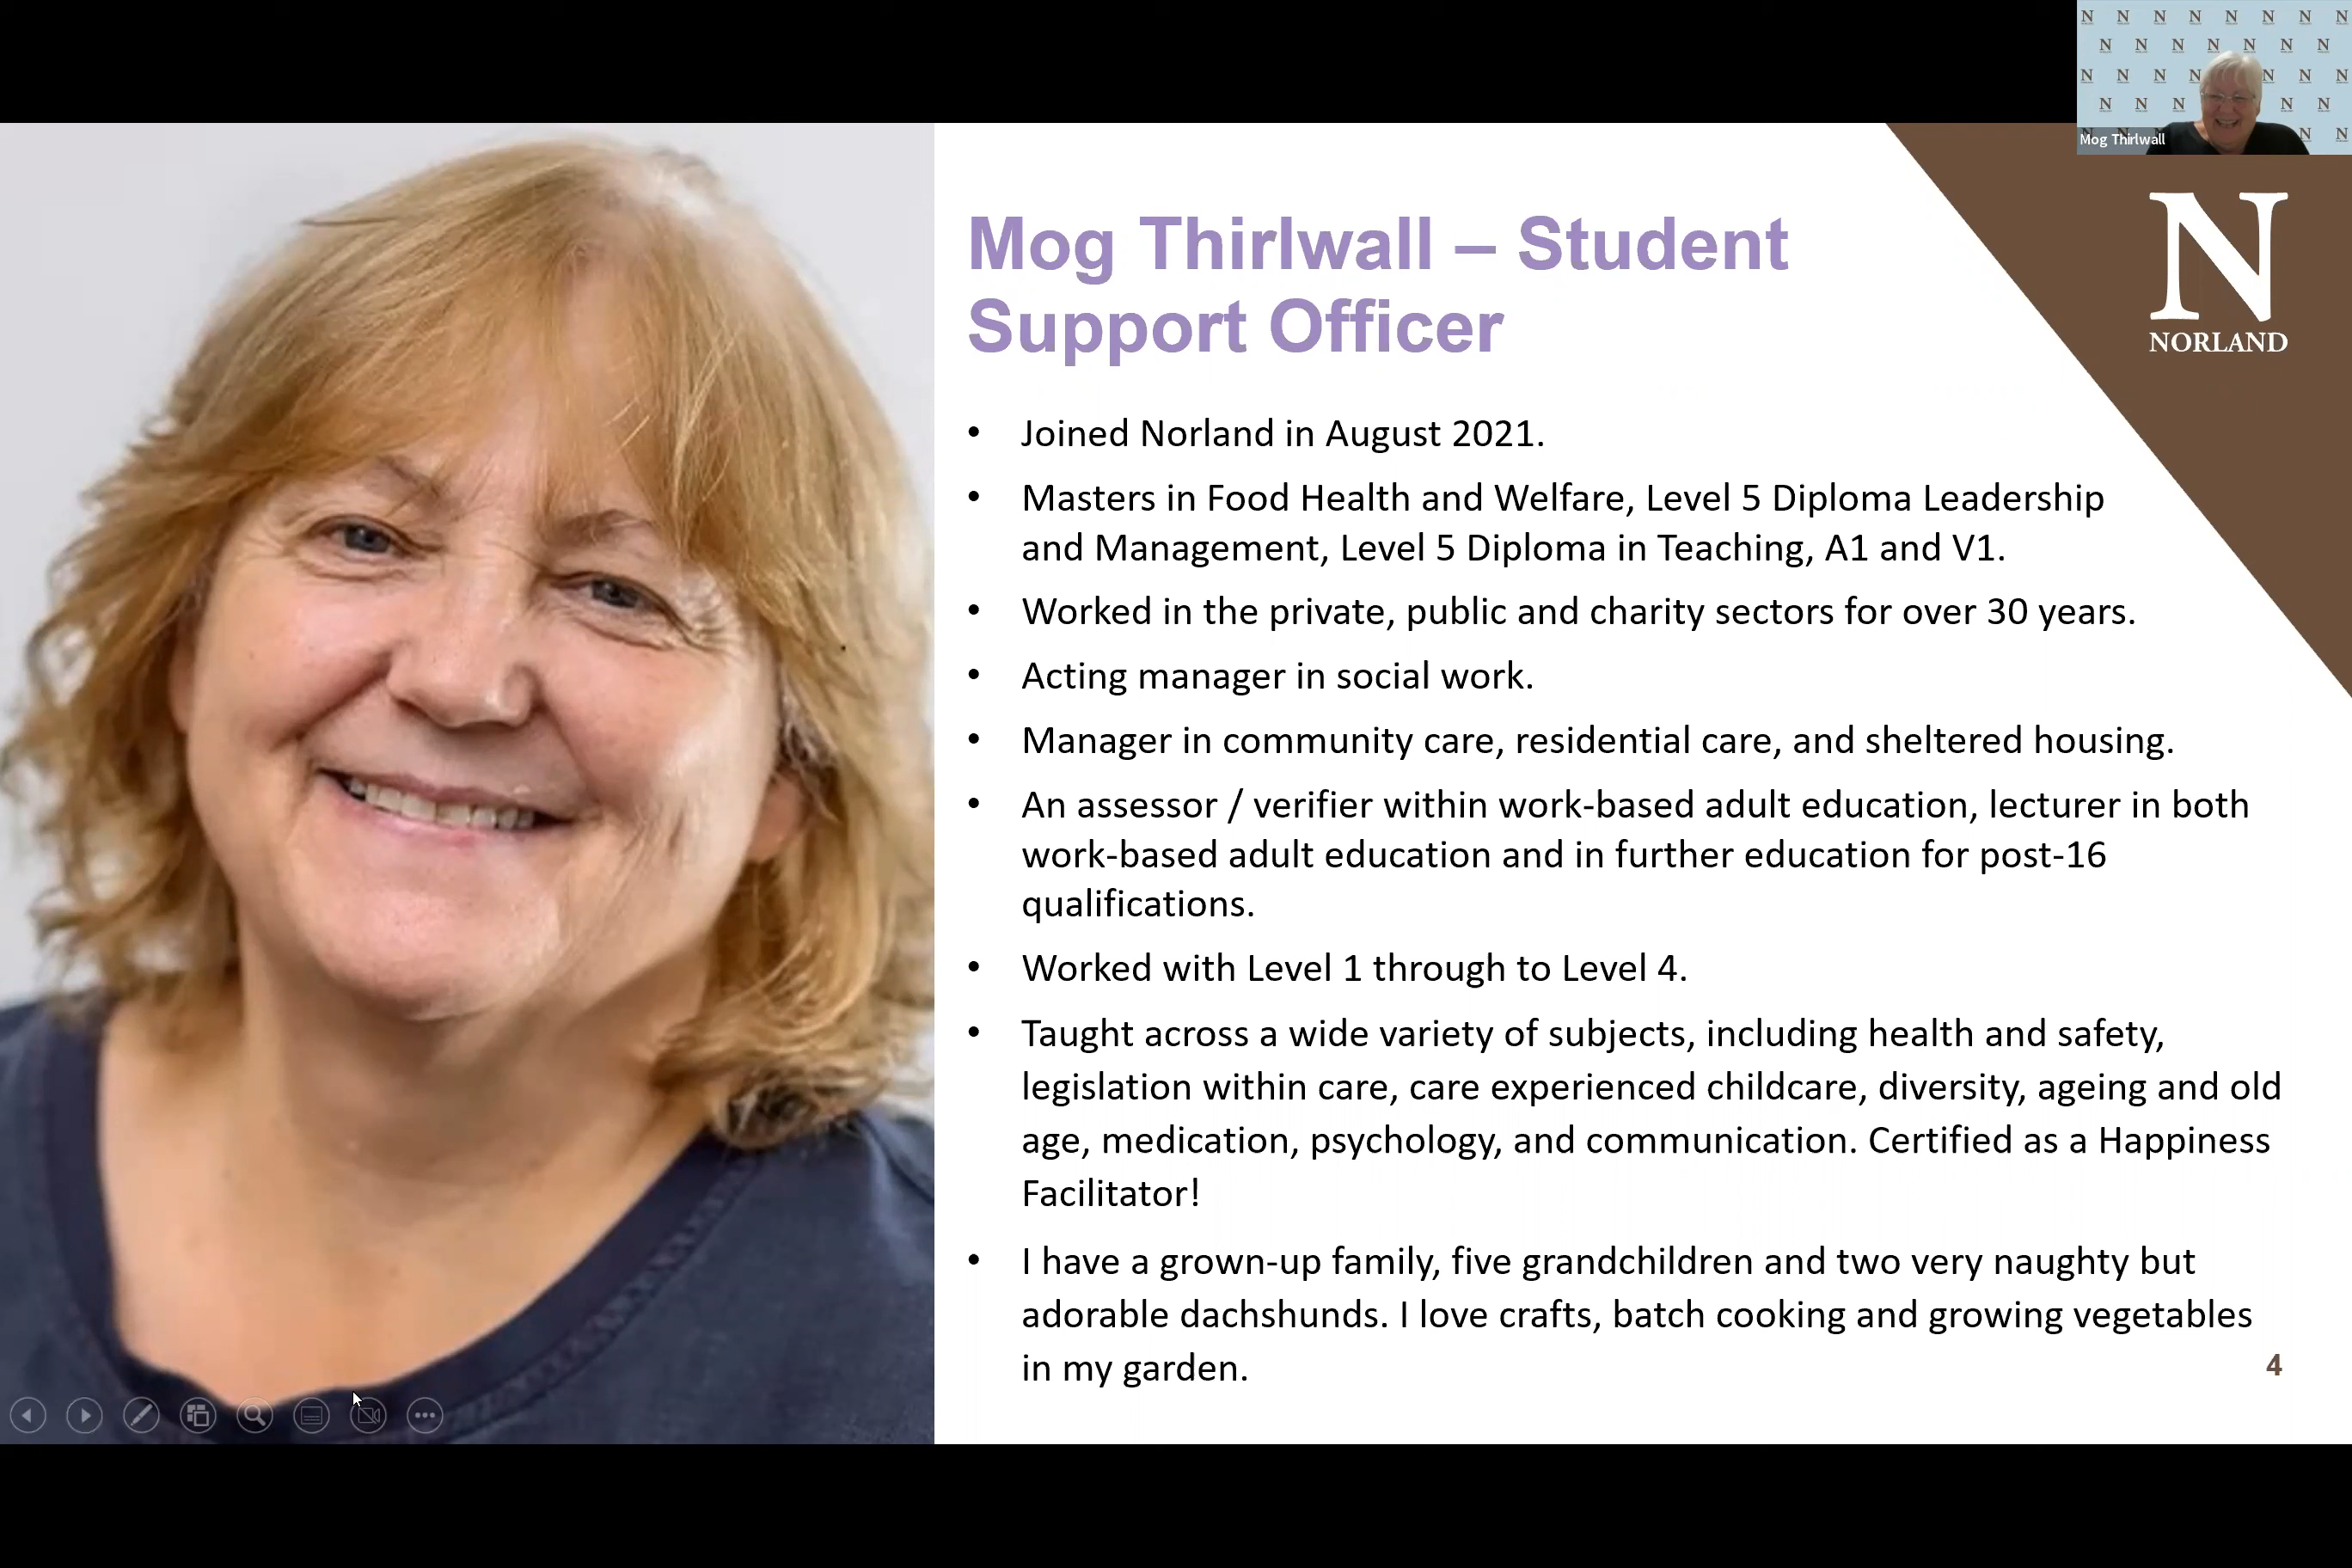 Mog Thirlwall
N
NORLAND
Mog Thirlwall – Student
Support Officer
• Joined Norland in August 2021.
• Masters in Food Health and Welfare, Level 5 Diploma Leadership
and Management, Level 5 Diploma in Teaching, A1 and V1.
• Worked in the private, public and charity sectors for over 30 years.
• Acting manager in social work.
• Manager in community care, residential care, and sheltered housing.
• An assessor / verifier within work-based adult education, lecturer in both
work-based adult education and in further education for post-16
qualifications.
• Worked with Level 1 through to Level 4.
• Taught across a wide variety of subjects, including health and safety,
legislation within care, care experienced childcare, diversity, ageing and old
age, medication, psychology, and communication. Certified as a Happiness
Facilitator!
• I have a grown-up family, five grandchildren and two very naughty but
adorable dachshunds. I love crafts, batch cooking and growing vegetables
in my garden.
4